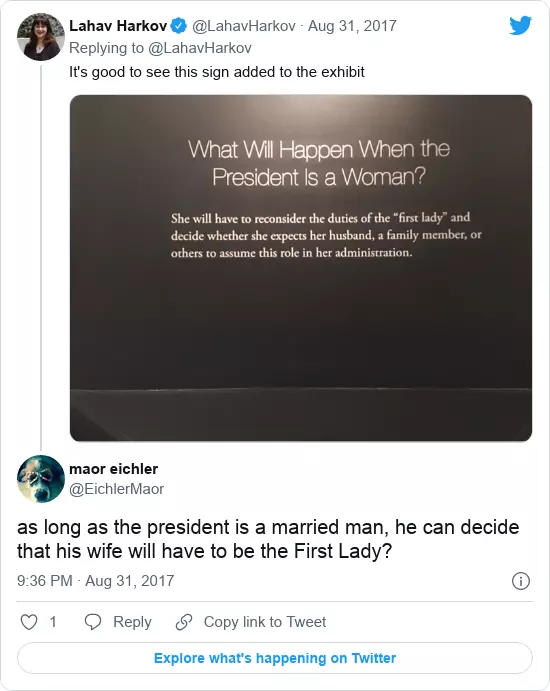 Lahav Harkov @LahavHarkov · Aug 31, 2017
Replying to @LahavHarkov
It's good to see this sign added to the exhibit
What Will Happen When the
President Is a Woman?
She will have to reconsider the duties of the “first lady” and
decide whether she expects her husband, a family member, or
others to assume this role in her administration.
maor eichler
@EichlerMaor
as long as the president is a married man, he can decide
that his wife will have to be the First Lady?
9:36 PM · Aug 31, 2017
1 Reply Copy link to Tweet
Explore what's happening on Twitter